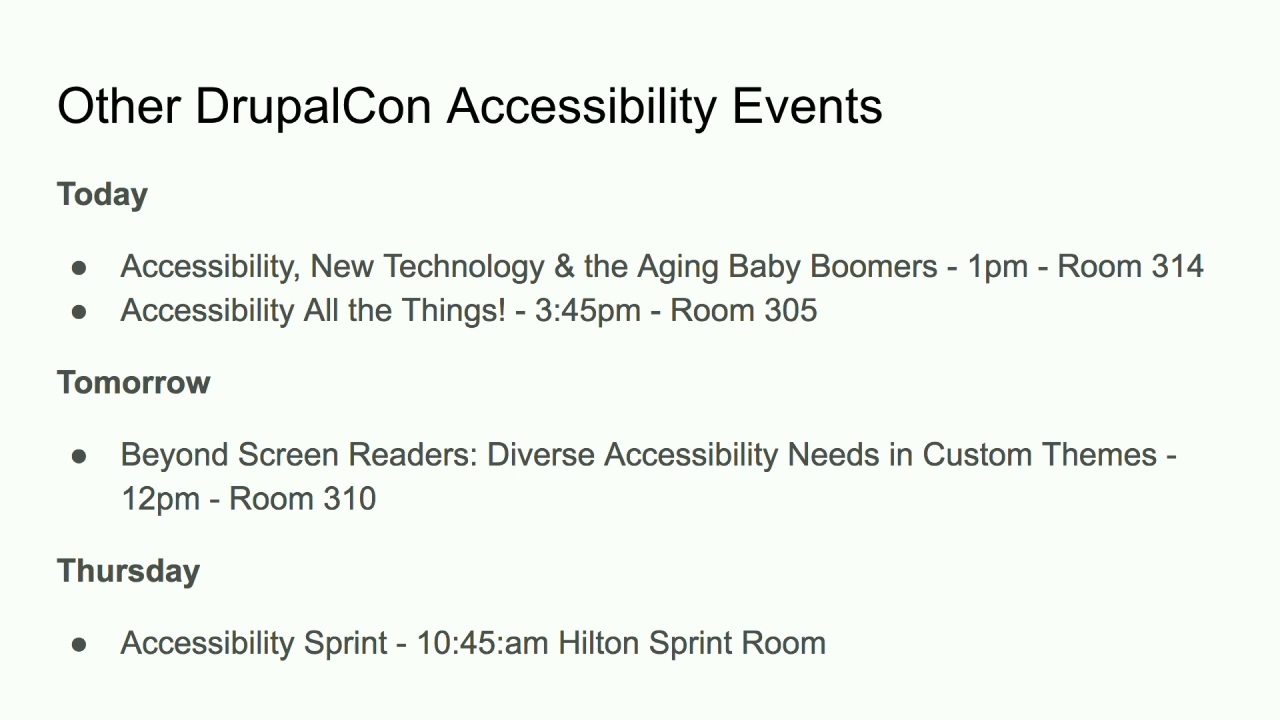 Other DrupalCon Accessibility Events
Today
● Accessibility, New Technology & the Aging Baby Boomers - 1pm - Room 314
● Accessibility All the Things! - 3:45pm - Room 305
Tomorrow
● Beyond Screen Readers: Diverse Accessibility Needs in Custom Themes -
12pm - Room 310
Thursday
● Accessibility Sprint - 10:45:am Hilton Sprint Room